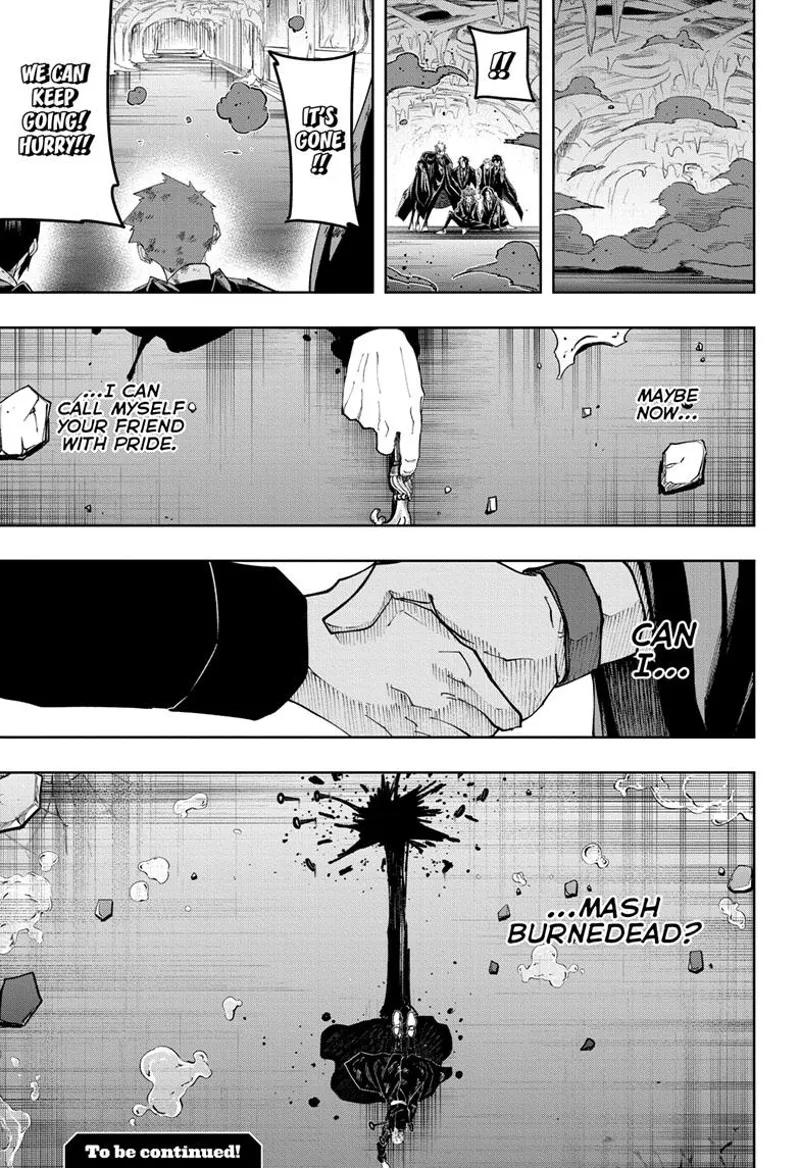 !!
IT'S
GONE
!!
WE CAN
KEEP
GOING!
HURRY!!
MAYBE
NOW...
...I CAN
CALL MYSELF
YOUR FRIEND
WITH PRIDE.
CAN
I...
...MASH
BURNEDEAD?
To be continued!